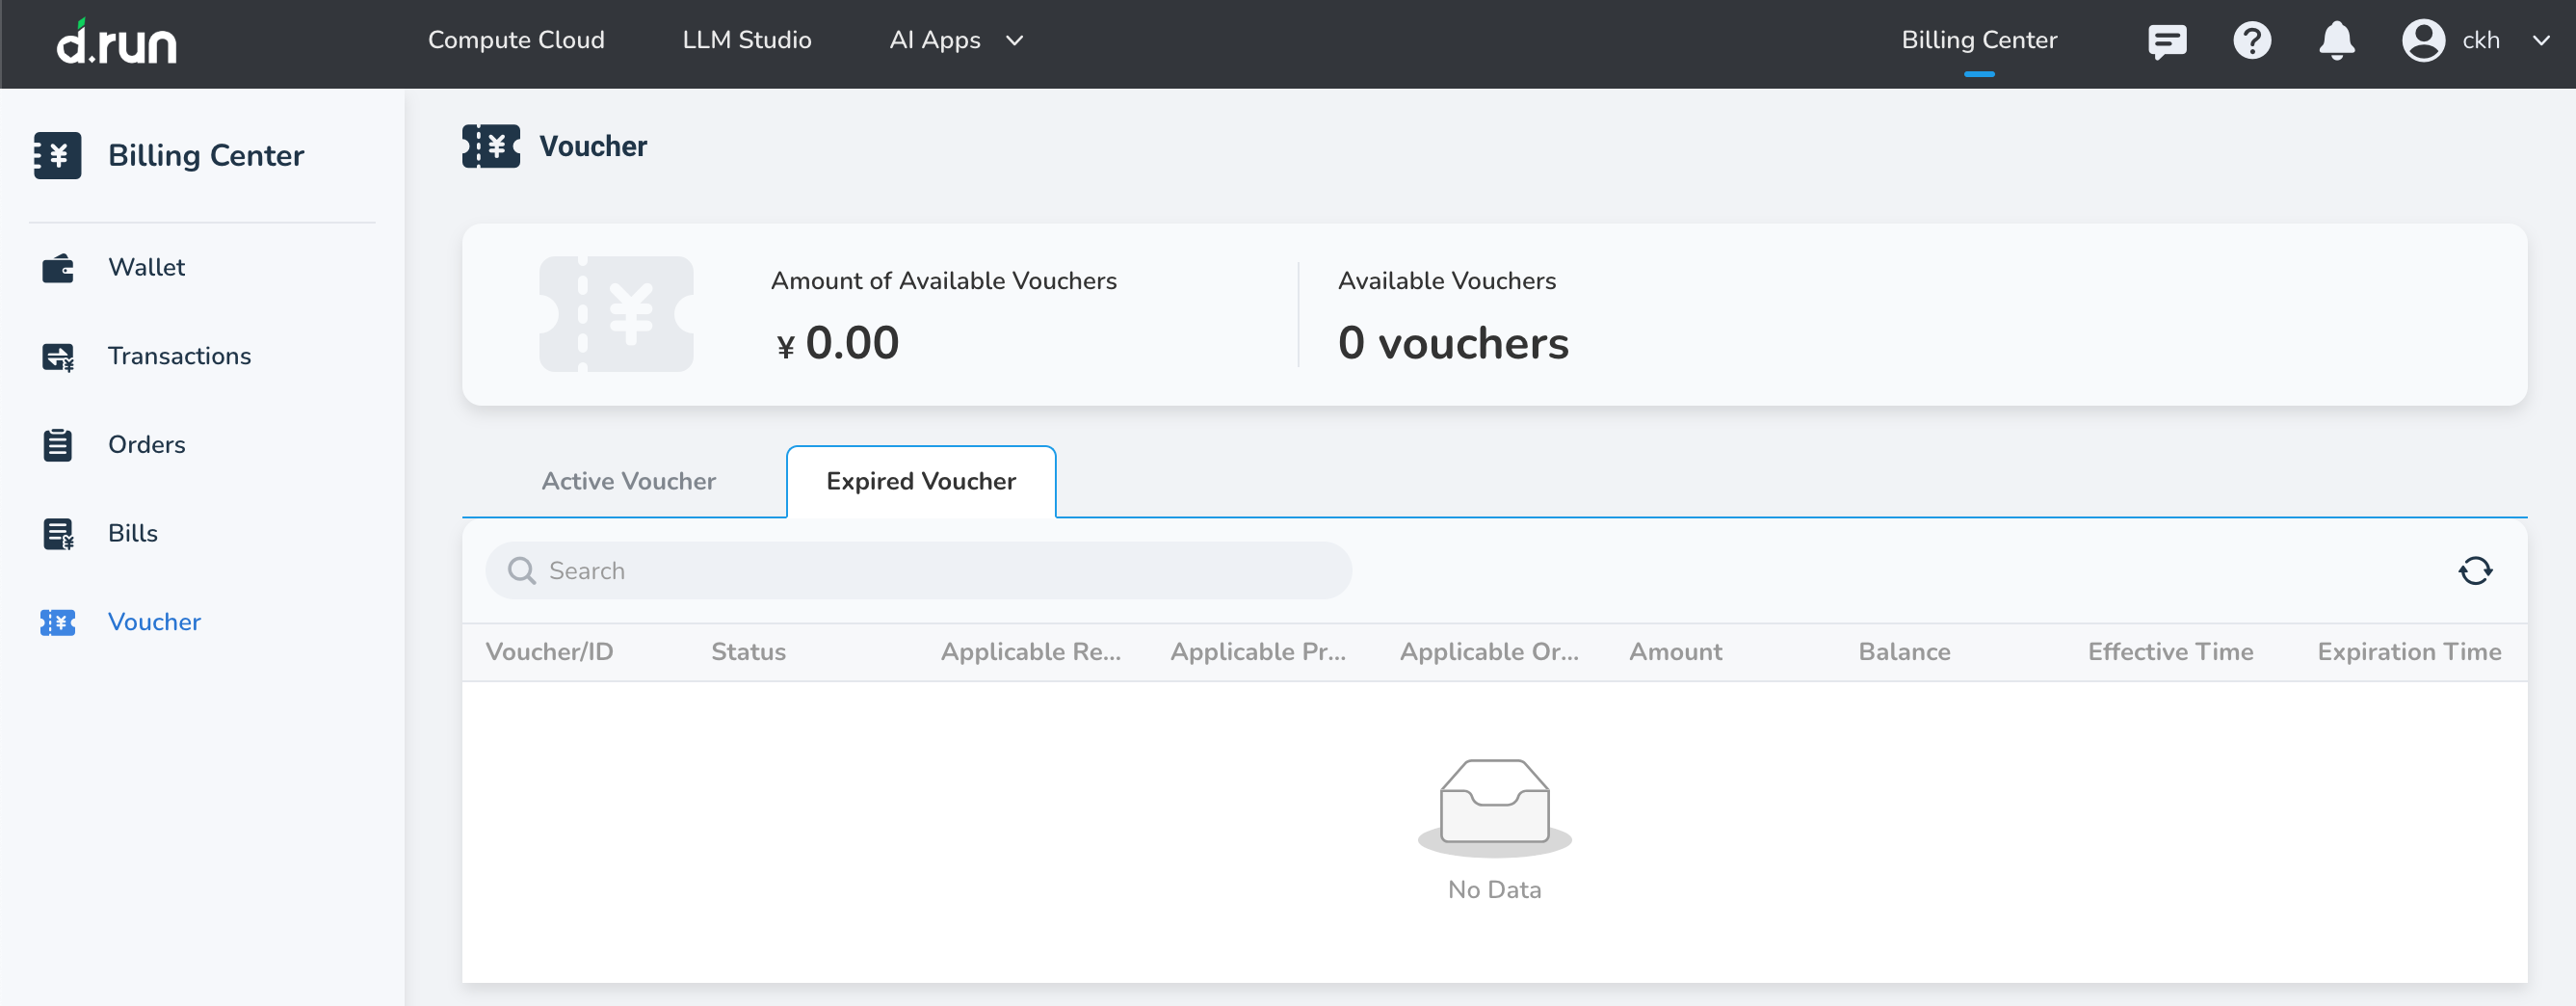 d.run
Compute Cloud
LLM Studio
AI Apps
Billing Center
ckh
Billing Center
Wallet
Transactions
Orders
Bills
Voucher
Voucher
Amount of Available Vouchers
¥ 0.00
Available Vouchers
0 vouchers
Active Voucher
Expired Voucher
Search
Voucher/ID
Status
Applicable Re...
Applicable Pr...
Applicable Or...
Amount
Balance
Effective Time
Expiration Time
No Data